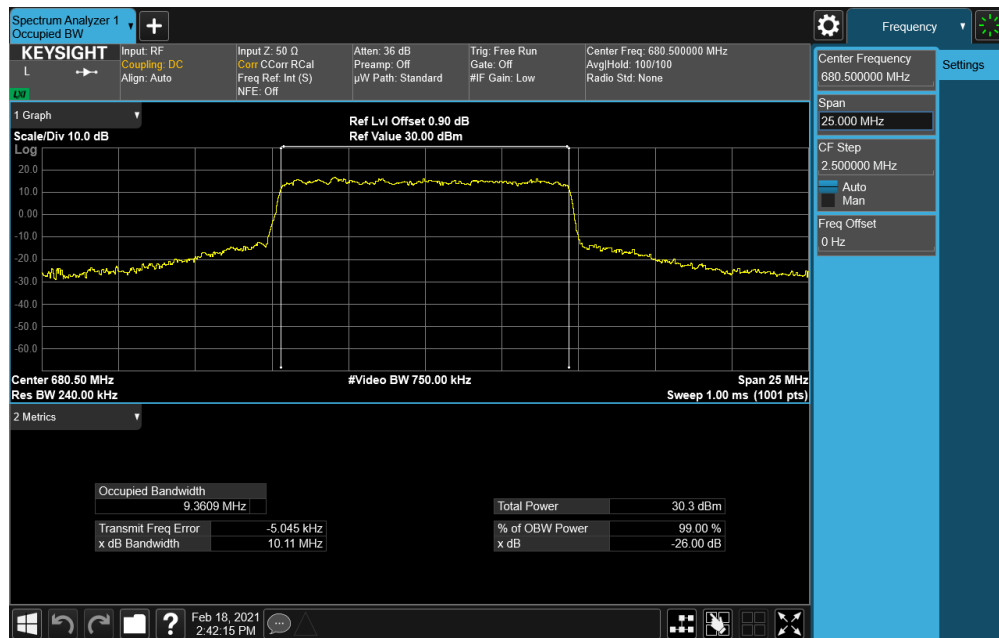 Spectrum Analyzer 1
Occupied BW
Frequency
KEYSIGHT
L
LXI
Input: RF
Coupling: DC
Align: Auto
Input Z: 50 Ω
Corr CCorr RCal
Freq Ref: Int (S)
NFE: Off
Atten: 36 dB
Preamp: Off
µW Path: Standard
Trig: Free Run
Gate: Off
#IF Gain: Low
Center Freq: 680.500000 MHz
Avg|Hold: 100/100
Radio Std: None
Center Frequency
680.500000 MHz
Settings
Span
25.000 MHz
CF Step
2.500000 MHz
Auto
Man
Freq Offset
0 Hz
1 Graph
Scale/Div 10.0 dB
Ref Lvl Offset 0.90 dB
Ref Value 30.00 dBm
Log
20.0
10.0
0.00
-10.0
-20.0
-30.0
-40.0
-50.0
-60.0
Center 680.50 MHz
#Video BW 750.00 kHz
Span 25 MHz
Res BW 240.00 kHz
Sweep 1.00 ms (1001 pts)
2 Metrics
Occupied Bandwidth
9.3609 MHz
Total Power 30.3 dBm
Transmit Freq Error -5.045 kHz
% of OBW Power 99.00 %
x dB Bandwidth 10.11 MHz
x dB -26.00 dB
?
Feb 18, 2021
2:42:15 PM